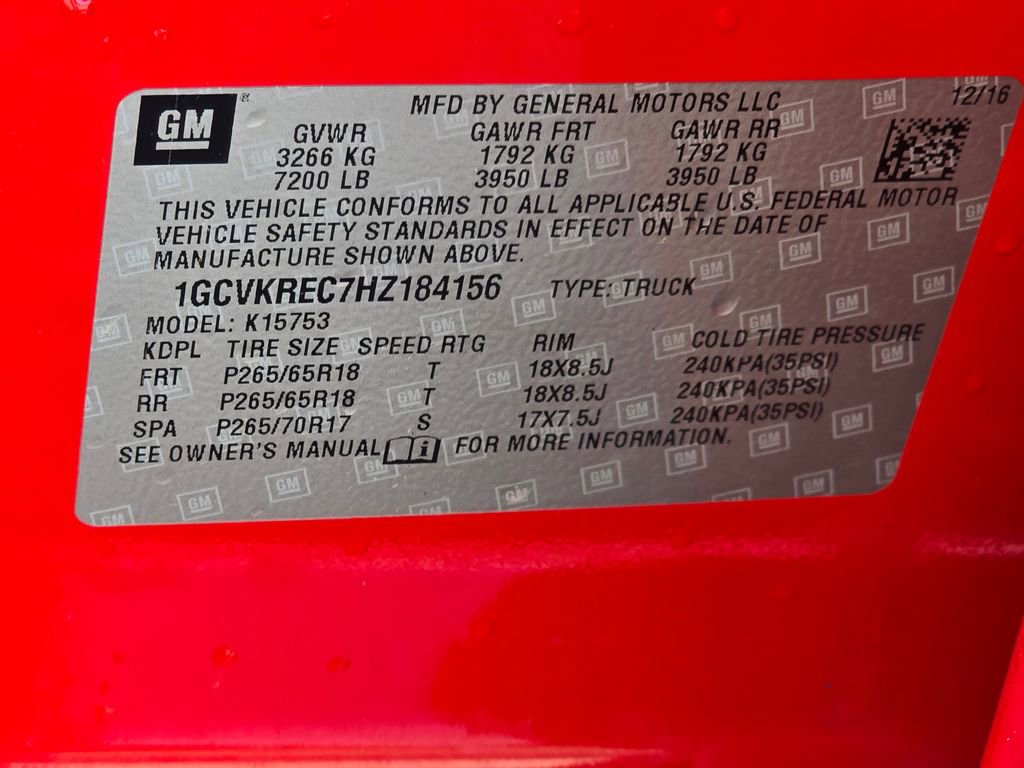 GM ® MFD BY GENERAL MOTORS LLC 12/16
GVWR GAWR FRT GAWR RR
3266 KG 1792 KG 1792 KG
7200 LB 3950 LB 3950 LB
THIS VEHICLE CONFORMS TO ALL APPLICABLE U.S. FEDERAL MOTOR
VEHICLE SAFETY STANDARDS IN EFFECT ON THE DATE OF
MANUFACTURE SHOWN ABOVE.
1GCVKREC7HZ184156 TYPE: TRUCK
MODEL: K15753
KDPL TIRE SIZE SPEED RTG RIM COLD TIRE PRESSURE
FRT P265/65R18 T 18X8.5J 240KPA(35PSI)
RR P265/65R18 T 18X8.5J 240KPA(35PSI)
SPA P265/70R17 S 17X7.5J 240KPA(35PSI)
SEE OWNER'S MANUAL i FOR MORE INFORMATION.